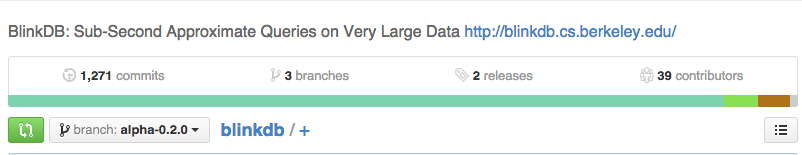 BlinkDB: Sub-Second Approximate Queries on Very Large Data http://blinkdb.cs.berkeley.edu/
1,271 commits 3 branches 2 releases 39 contributors
branch: alpha-0.2.0 blinkdb / +